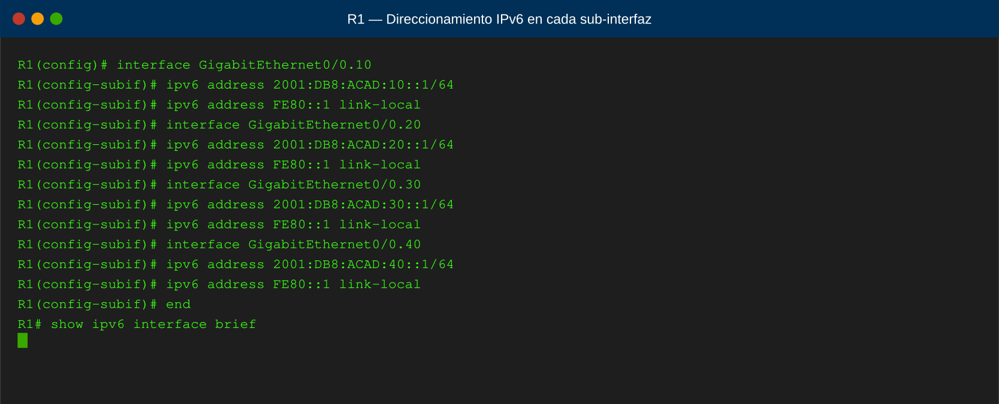 R1 — Direccionamiento IPv6 en cada sub-interfaz
R1(config)# interface GigabitEthernet0/0.10
R1(config-subif)# ipv6 address 2001:DB8:ACAD:10::1/64
R1(config-subif)# ipv6 address FE80::1 link-local
R1(config-subif)# interface GigabitEthernet0/0.20
R1(config-subif)# ipv6 address 2001:DB8:ACAD:20::1/64
R1(config-subif)# ipv6 address FE80::1 link-local
R1(config-subif)# interface GigabitEthernet0/0.30
R1(config-subif)# ipv6 address 2001:DB8:ACAD:30::1/64
R1(config-subif)# ipv6 address FE80::1 link-local
R1(config-subif)# interface GigabitEthernet0/0.40
R1(config-subif)# ipv6 address 2001:DB8:ACAD:40::1/64
R1(config-subif)# ipv6 address FE80::1 link-local
R1(config-subif)# end
R1# show ipv6 interface brief